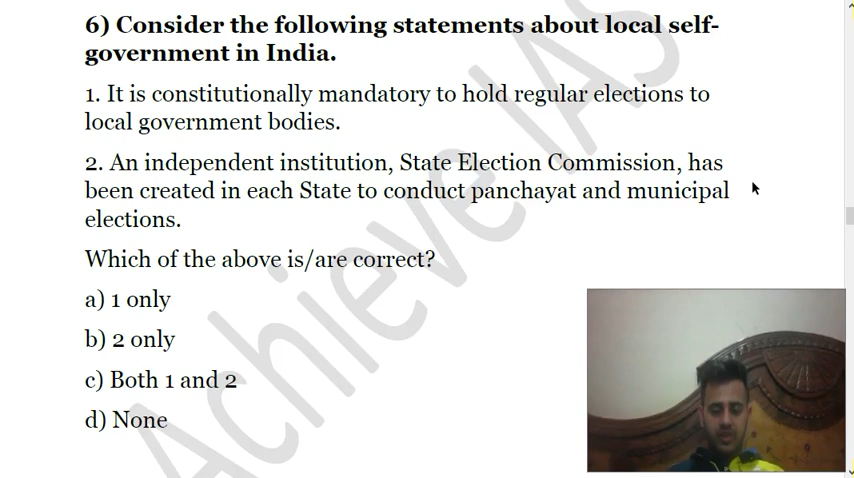 6) Consider the following statements about local self-
government in India.
1. It is constitutionally mandatory to hold regular elections to
local government bodies.
2. An independent institution, State Election Commission, has
been created in each State to conduct panchayat and municipal
elections.
Which of the above is/are correct?
a) 1 only
b) 2 only
c) Both 1 and 2
d) None
Achieve IAS